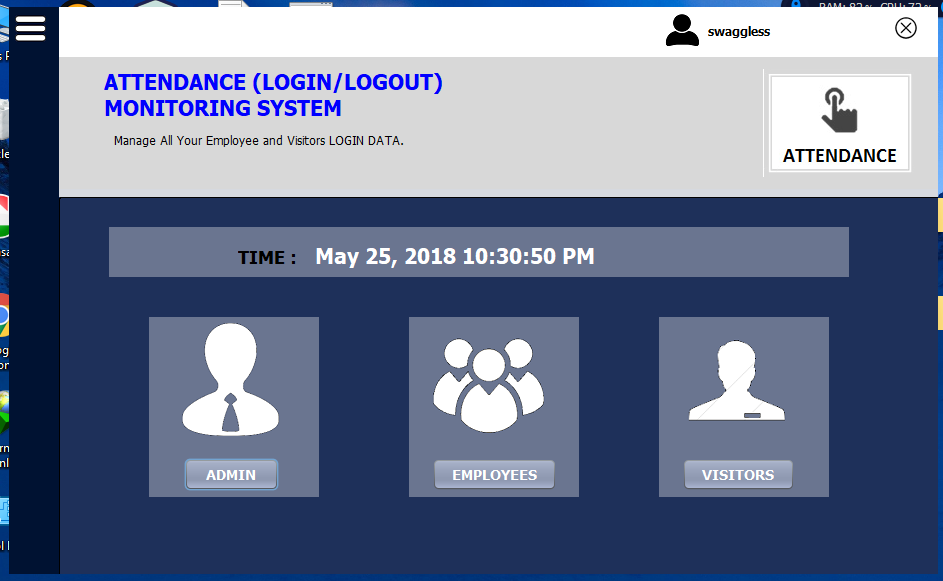 swaggless
ATTENDANCE (LOGIN/LOGOUT)
MONITORING SYSTEM
Manage All Your Employee and Visitors LOGIN DATA.
ATTENDANCE
TIME : May 25, 2018 10:30:50 PM
ADMIN
EMPLOYEES
VISITORS